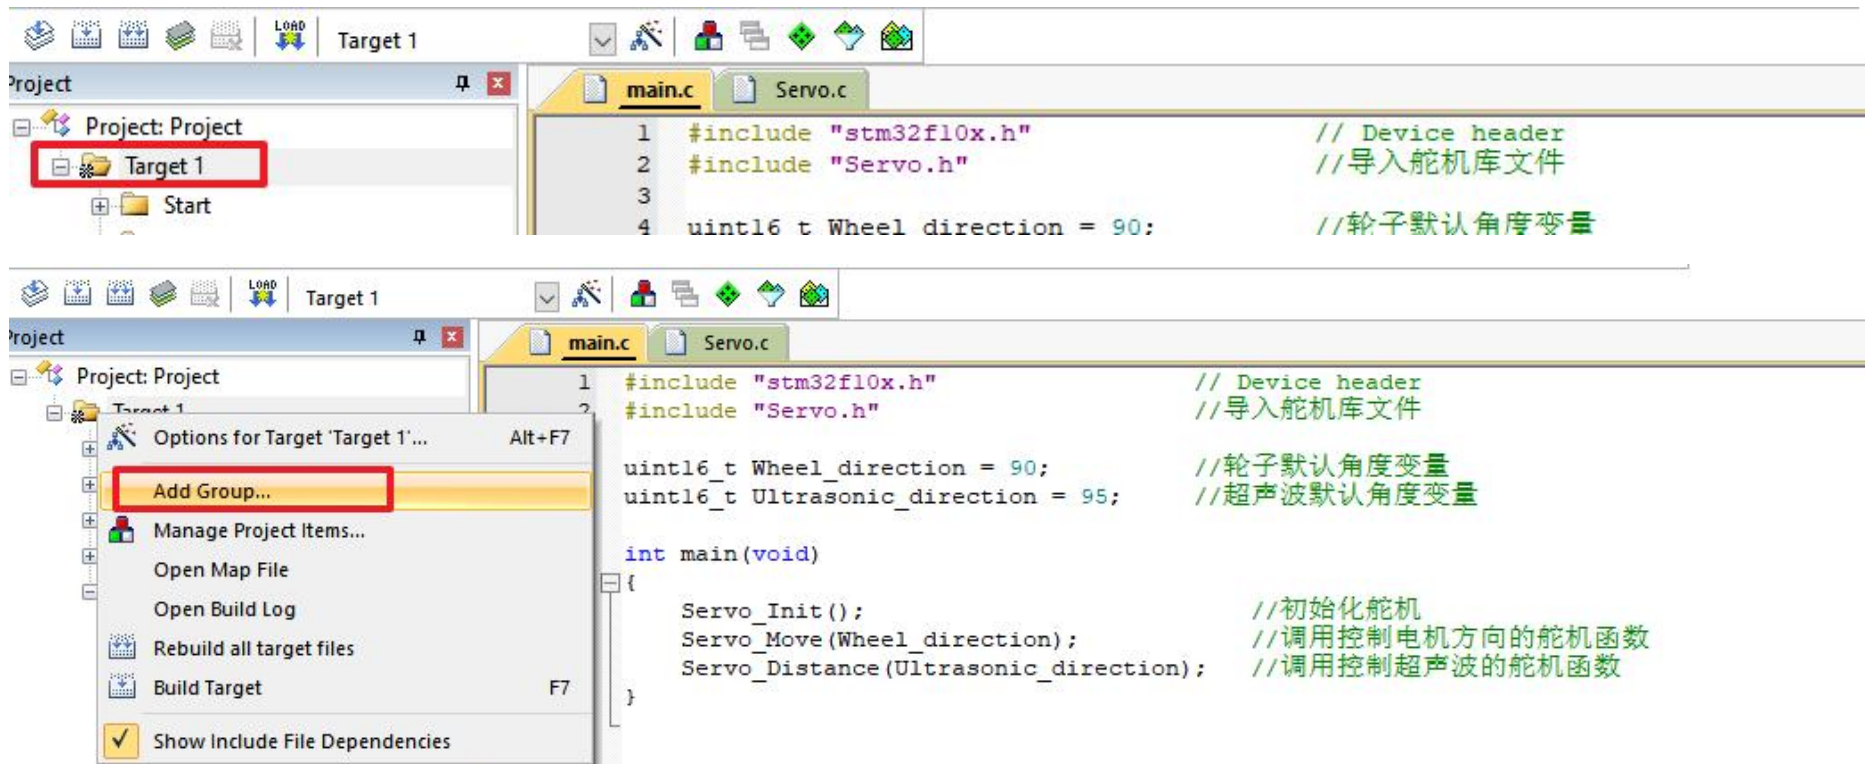 LOAD Target 1
Project
main.c Servo.c
Project: Project
Target 1
Start
1 #include "stm32f10x.h" // Device header
2 #include "Servo.h" //导入舵机库文件
3
4 uint16_t Wheel_direction = 90; //轮子默认角度变量
LOAD Target 1
Project
main.c Servo.c
Project: Project
Target 1
Options for Target 'Target 1'... Alt+F7
Add Group...
Manage Project Items...
Open Map File
Open Build Log
Rebuild all target files
Build Target F7
Show Include File Dependencies
1 #include "stm32f10x.h" // Device header
2 #include "Servo.h" //导入舵机库文件
uint16_t Wheel_direction = 90; //轮子默认角度变量
uint16_t Ultrasonic_direction = 95; //超声波默认角度变量
int main(void)
{
Servo_Init(); //初始化舵机
Servo_Move(Wheel_direction); //调用控制电机方向的舵机函数
Servo_Distance(Ultrasonic_direction); //调用控制超声波的舵机函数
}